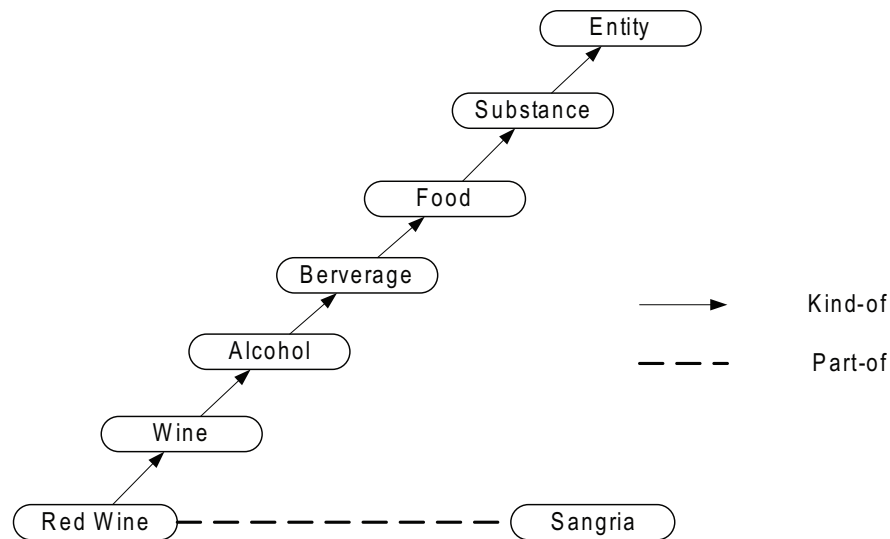 Entity
Substance
Food
Berverage
Kind-of
Alcohol
Part-of
Wine
Red Wine
Sangria